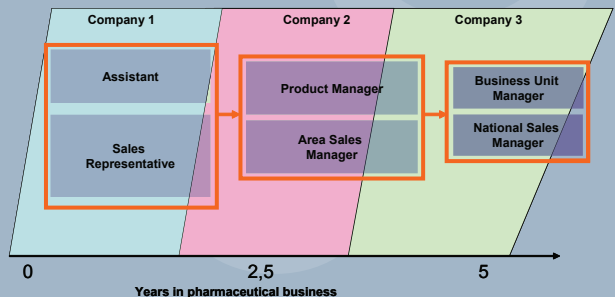 Company 1
Company 2
Company 3
Assistant
Sales
Representative
Product Manager
Area Sales
Manager
Business Unit
Manager
National Sales
Manager
0
2,5
5
Years in pharmaceutical business